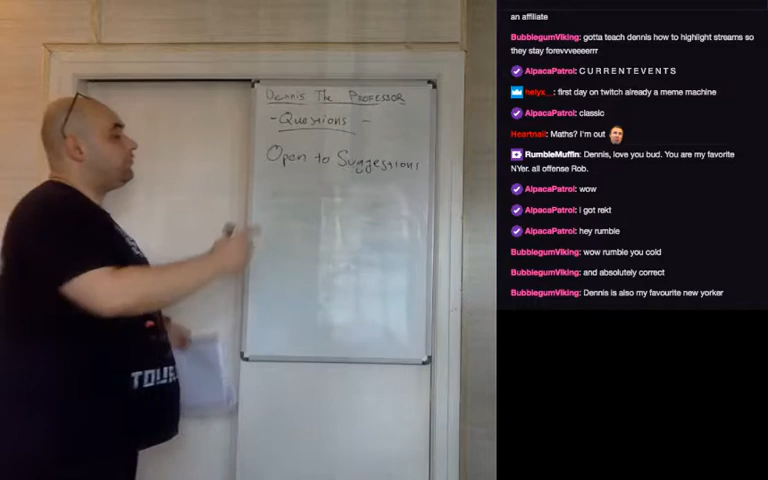 Dennis The Professor
- Questions -
Open to Suggestions
TOUR
an affiliate
BubblegumViking: gotta teach dennis how to highlight streams so
they stay forevveeeerrr
AlpacaPatrol: C U R R E N T E V E N T S
helyx__: first day on twitch already a meme machine
AlpacaPatrol: classic
Heartnail: Maths? I'm out
RumbleMuffin: Dennis, love you bud. You are my favorite
NYer. all offense Rob.
AlpacaPatrol: wow
AlpacaPatrol: i got rekt
AlpacaPatrol: hey rumble
BubblegumViking: wow rumble you cold
BubblegumViking: and absolutely correct
BubblegumViking: Dennis is also my favourite new yorker